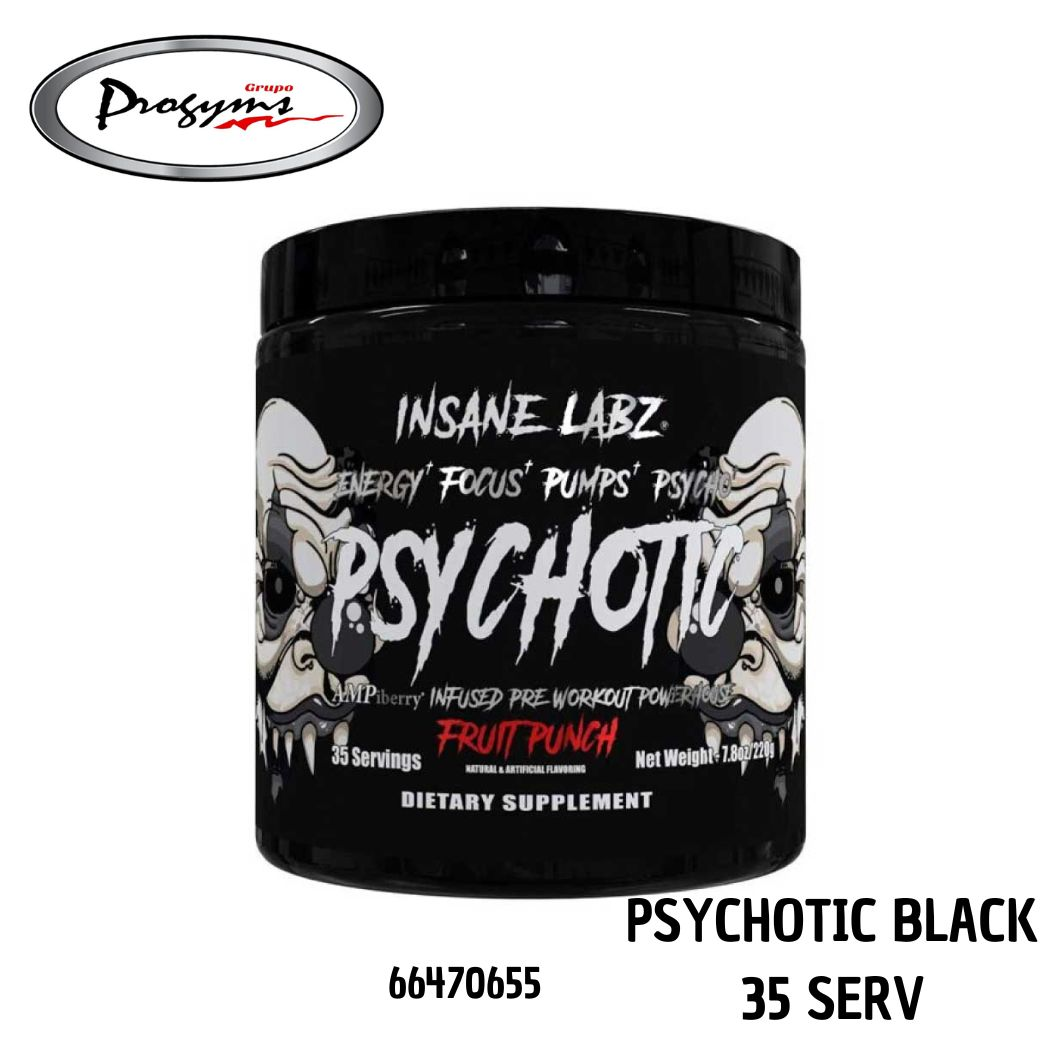 Grupo
Progyms
INSANE LABZ®
ENERGY+ FOCUS+ PUMPS+ PSYCHO+
PSYCHOTIC
AMPiberry® INFUSED PRE WORKOUT POWERHOUSE
FRUIT PUNCH
35 Servings
NATURAL & ARTIFICIAL FLAVORING
Net Weight - 7.8oz/220g
DIETARY SUPPLEMENT
PSYCHOTIC BLACK
66470655
35 SERV